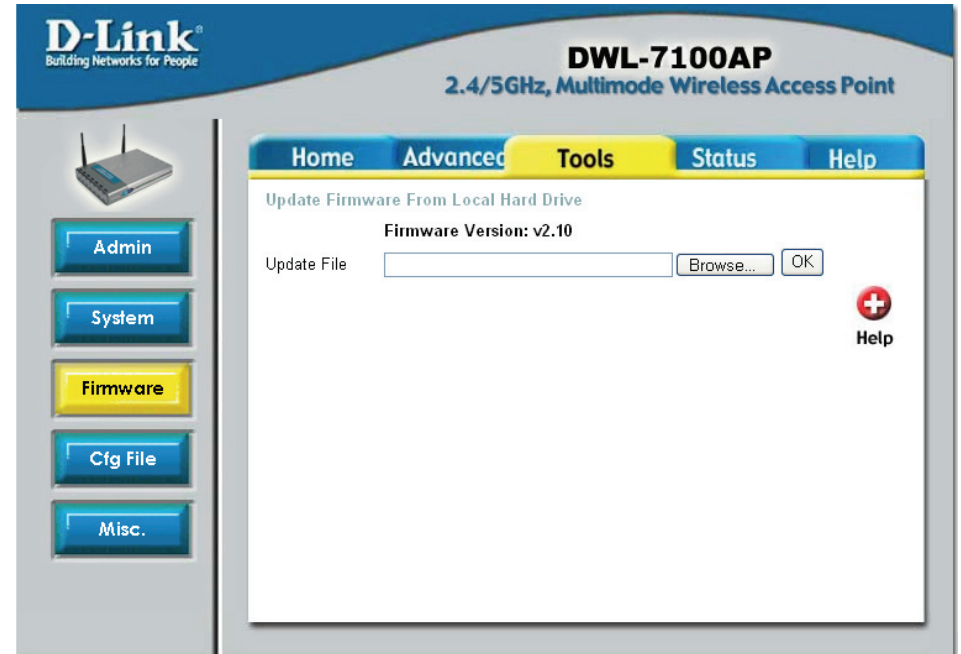 D-Link®
Building Networks for People
DWL-7100AP
2.4/5GHz, Multimode Wireless Access Point
Home Advanced Tools Status Help
Update Firmware From Local Hard Drive
Firmware Version: v2.10
Update File Browse... OK
Help
Admin
System
Firmware
Cfg File
Misc.